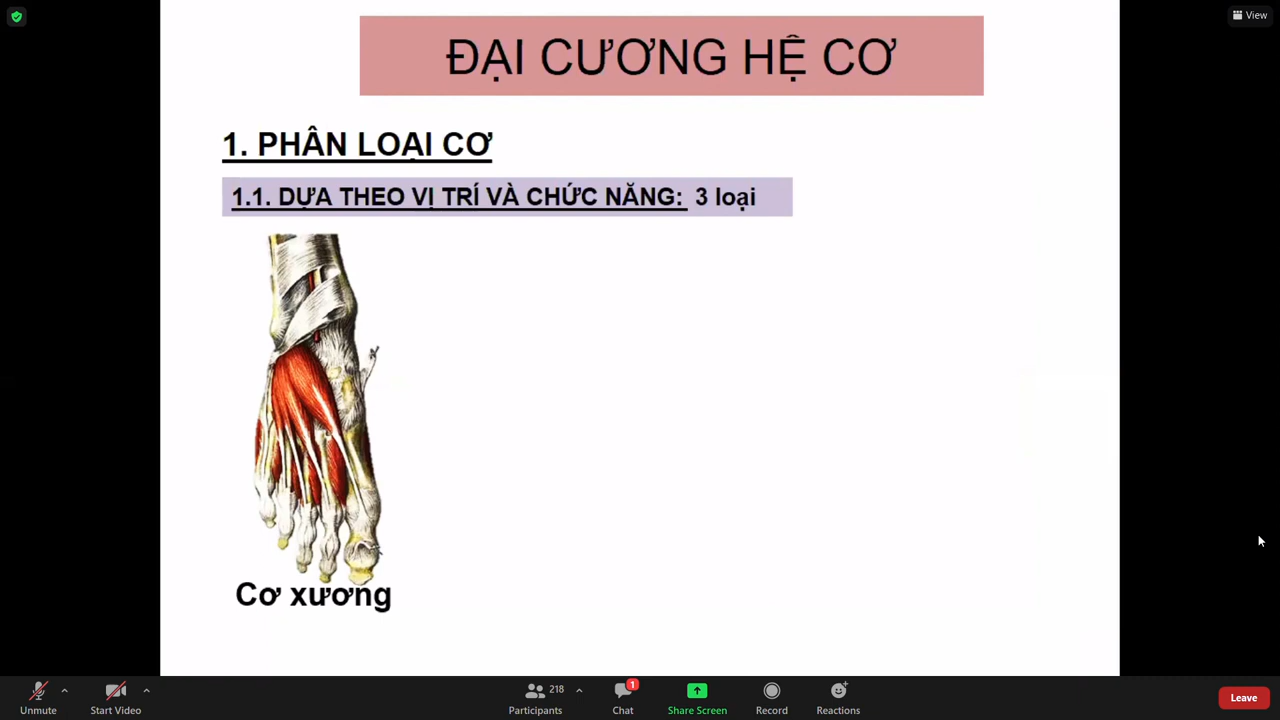 View
ĐẠI CƯƠNG HỆ CƠ
1. PHÂN LOẠI CƠ
1.1. DỰA THEO VỊ TRÍ VÀ CHỨC NĂNG: 3 loại
Cơ xương
218
1
Unmute
Start Video
Participants
Chat
Share Screen
Record
Reactions
Leave